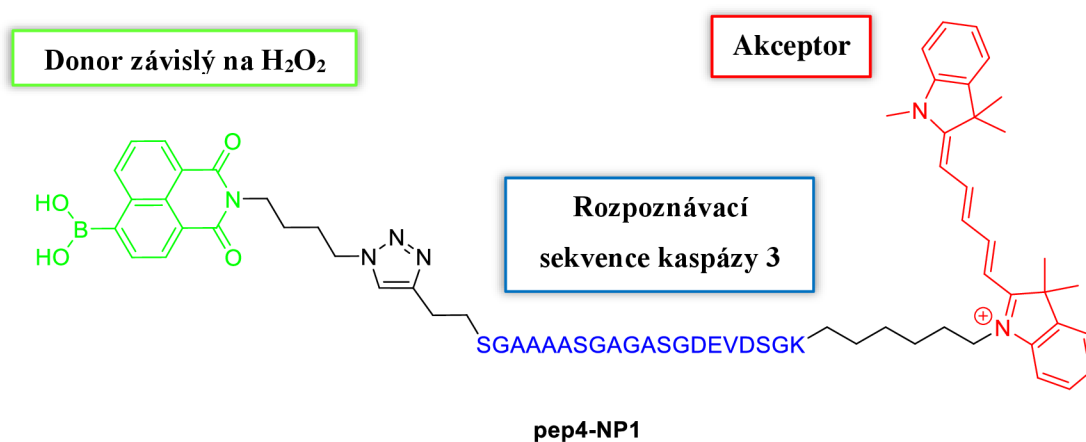 Donor závislý na H₂O₂
Akceptor
Rozpoznávací
sekvence kaspázy 3
HO
B
HO
O
N
O
N
N
N
SGAAAASGAGASGDEVDSGK
N
N
+
pep4-NP1